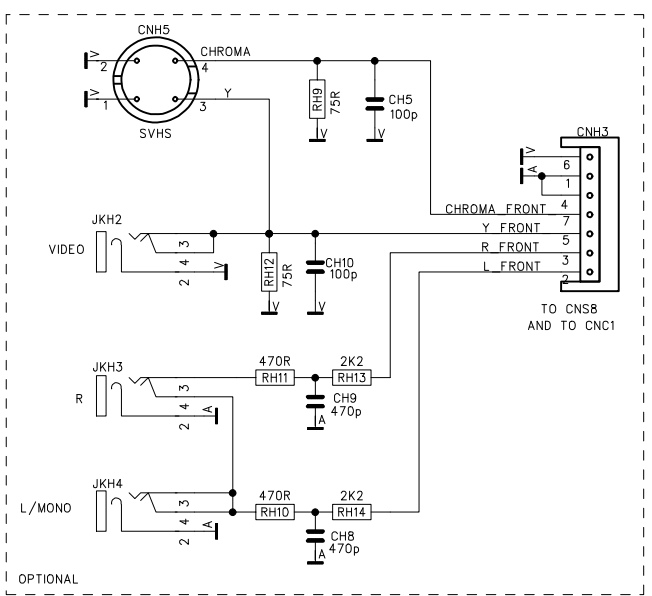 CNH5
CHROMA
V 2 4
V 1 3 Y
SVHS
RH9 75R
CH5
100p
V V
CNH3
V
6
A
1
4
CHROMA_FRONT
7
Y FRONT
5
R_FRONT
3
L_FRONT
2
TO CNS8
AND TO CNC1
JKH2
VIDEO
3
4
2
V
RH12 75R
CH10
100p
V V
JKH3
R
3
4
2
A
470R
RH11
2K2
RH13
CH9
470p
A
JKH4
L/MONO
3
4
2
A
470R
RH10
2K2
RH14
CH8
470p
A
OPTIONAL